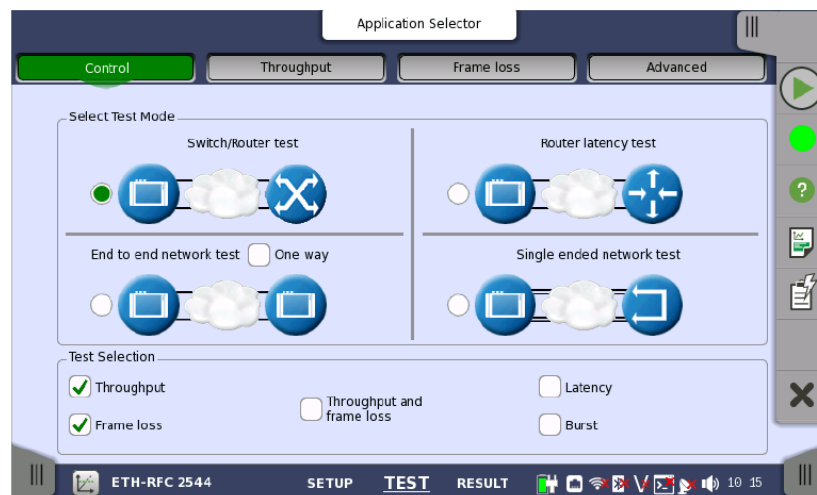 Application Selector
Control
Throughput
Frame loss
Advanced
Select Test Mode
Switch/Router test
Router latency test
End to end network test
One way
Single ended network test
Test Selection
Throughput
Frame loss
Throughput and
frame loss
Latency
Burst
?
ETH-RFC 2544
SETUP
TEST
RESULT
10 15